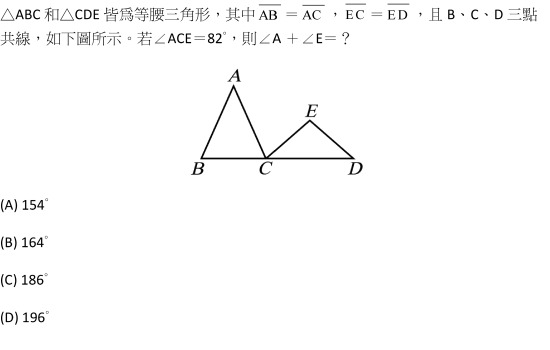 △ABC 和△CDE 皆爲等腰三角形，其中 AB = AC ， EC = ED ，且 B、C、D 三點
共線，如下圖所示。若∠ACE＝82°，則∠A ＋∠E=？
A
E
B C D
(A) 154°
(B) 164°
(C) 186°
(D) 196°